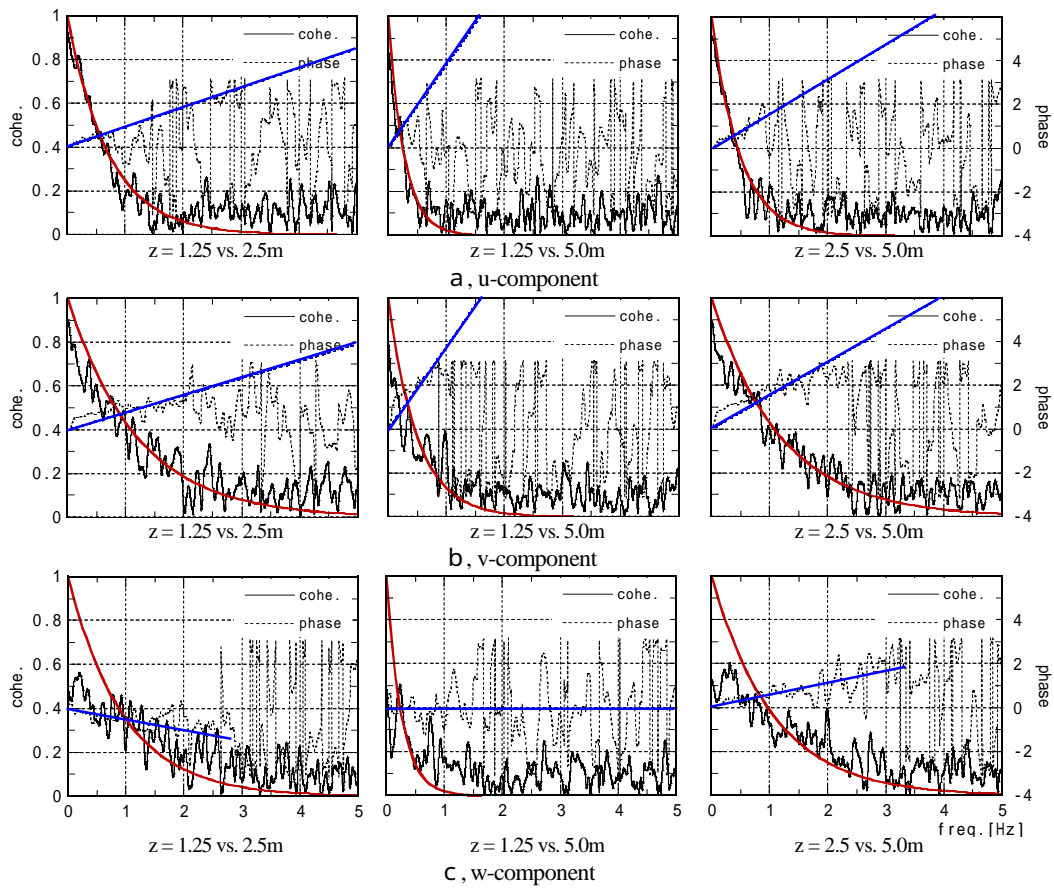 1
0.8
0.6
0.4
0.2
0
cohe.
cohe.
phase
cohe.
phase
cohe.
phase
4
2
0
-2
-4
phase
z = 1.25 vs. 2.5m
z = 1.25 vs. 5.0m
z = 2.5 vs. 5.0m
a, u-component
1
0.8
0.6
0.4
0.2
0
cohe.
cohe.
phase
cohe.
phase
cohe.
phase
4
2
0
-2
-4
phase
z = 1.25 vs. 2.5m
z = 1.25 vs. 5.0m
z = 2.5 vs. 5.0m
b, v-component
1
0.8
0.6
0.4
0.2
0
cohe.
cohe.
phase
cohe.
phase
cohe.
phase
4
2
0
-2
-4
phase
0 1 2 3 4 5
0 1 2 3 4 5
0 1 2 3 4 5
freq.[Hz]
z = 1.25 vs. 2.5m
z = 1.25 vs. 5.0m
z = 2.5 vs. 5.0m
c, w-component